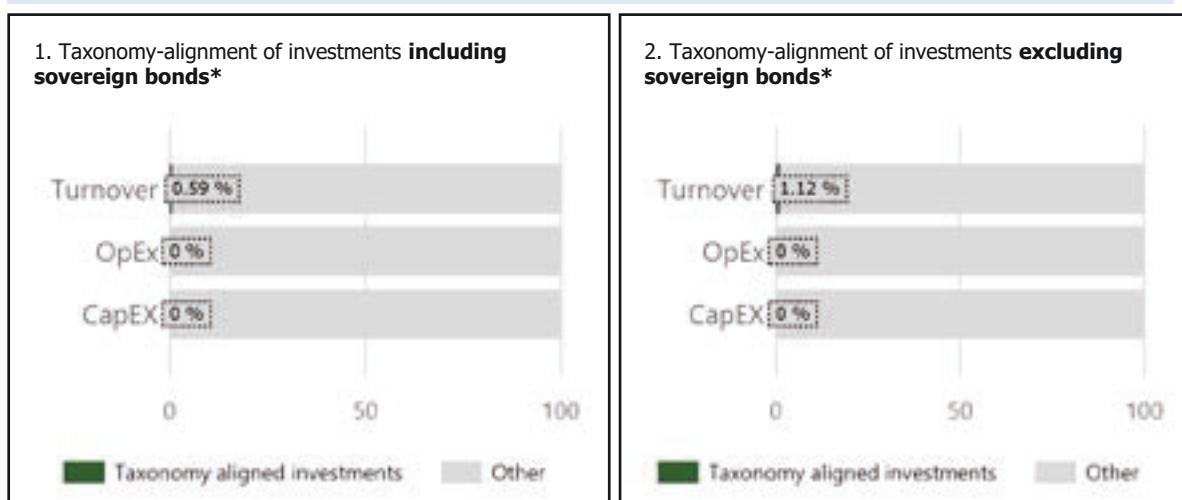 1. Taxonomy-alignment of investments including
sovereign bonds*
Turnover 0.59 %
OpEx 0 %
CapEX 0 %
0 50 100
Taxonomy aligned investments Other
2. Taxonomy-alignment of investments excluding
sovereign bonds*
Turnover 1.12 %
OpEx 0 %
CapEX 0 %
0 50 100
Taxonomy aligned investments Other